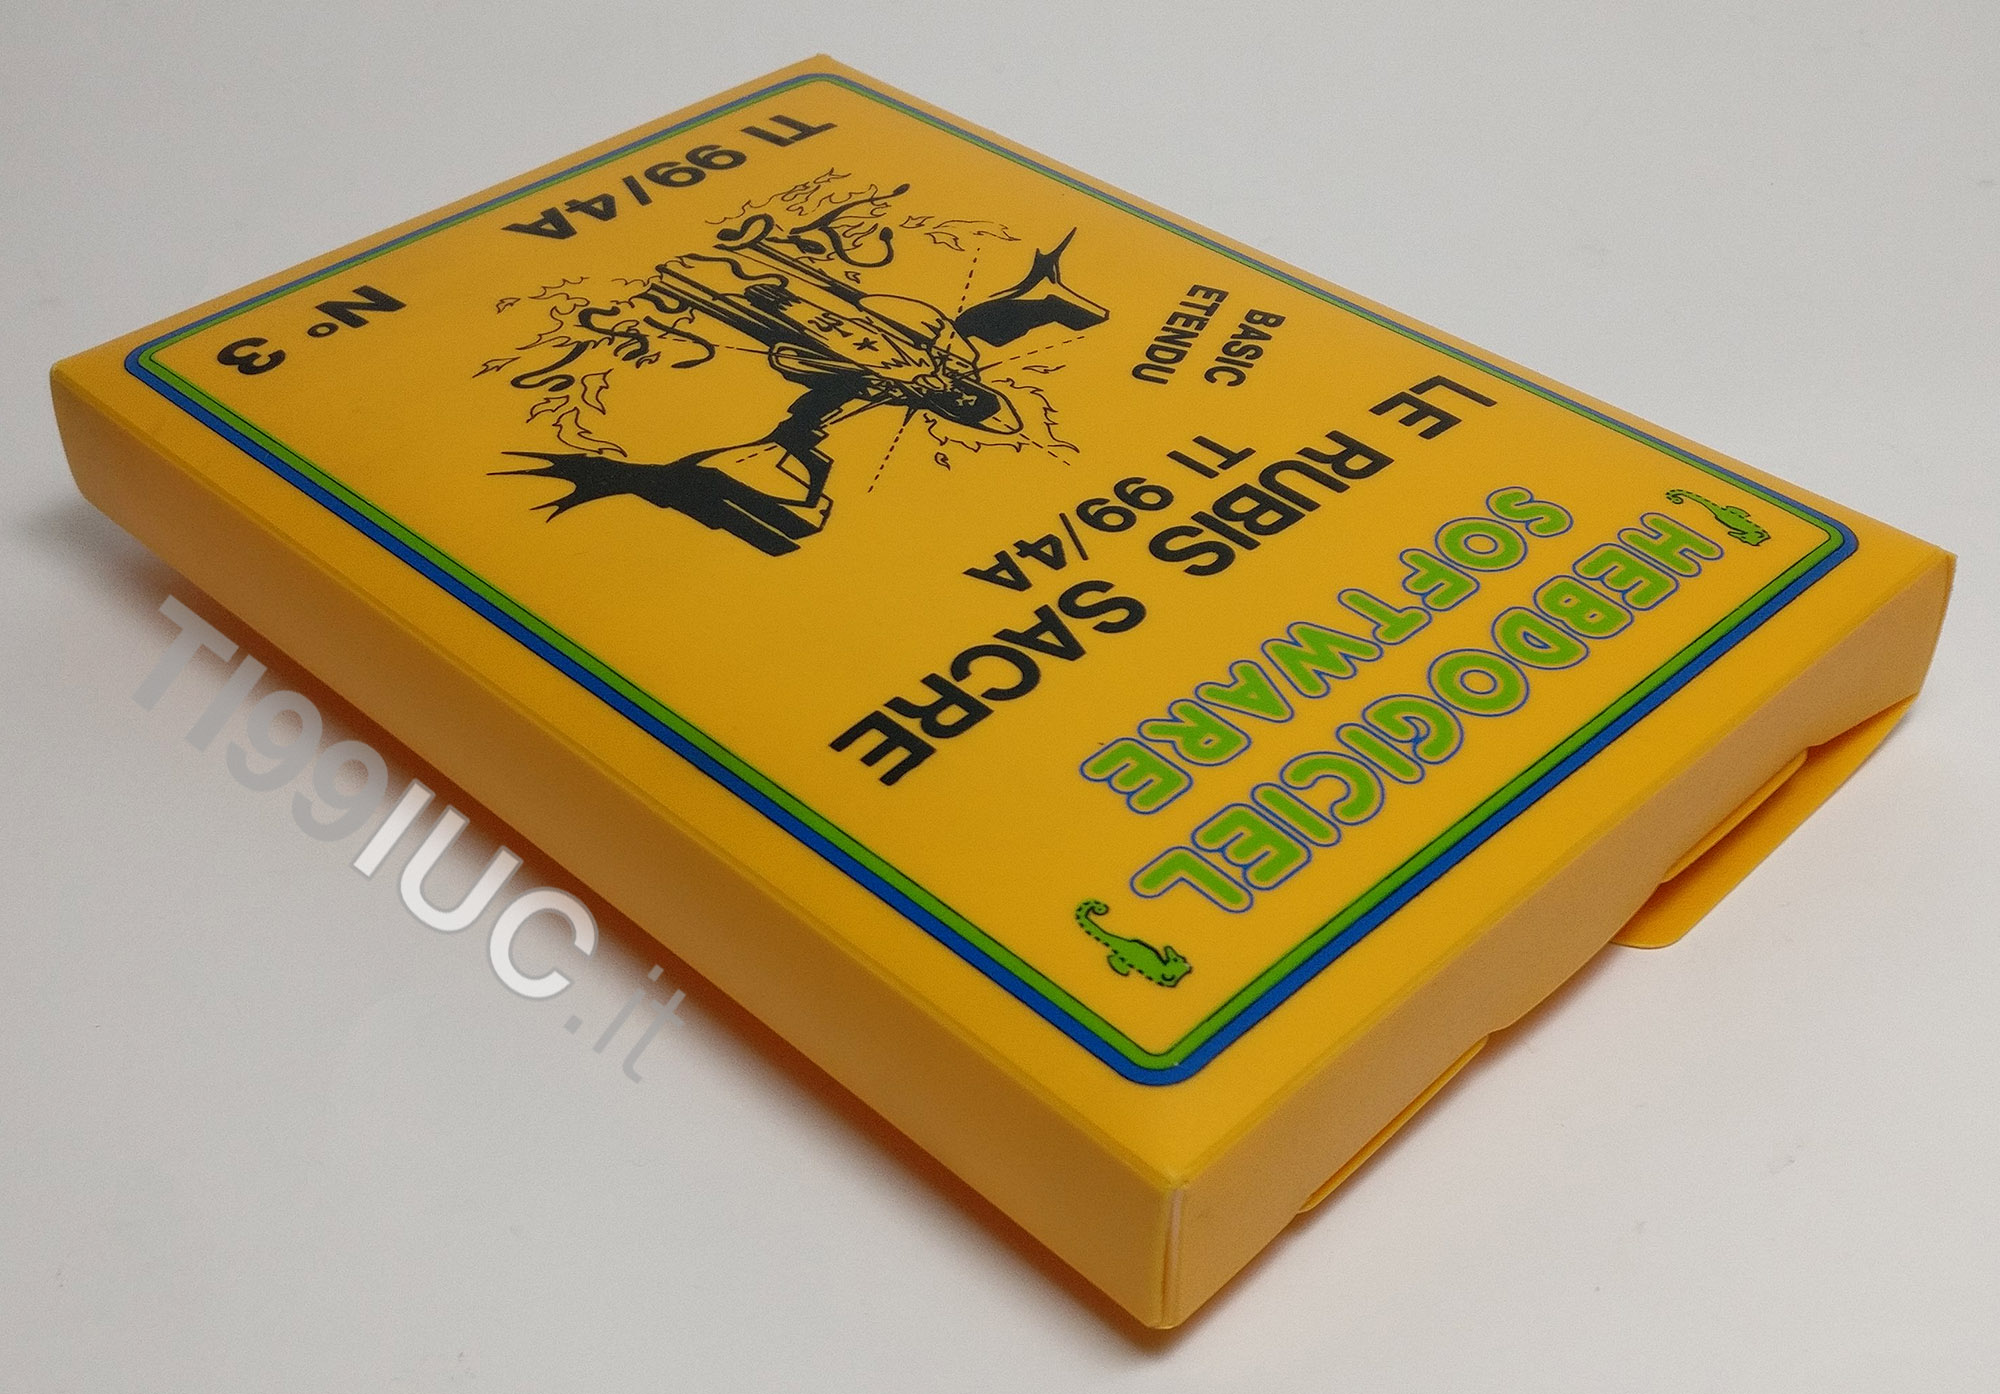 HEBDOGICIEL
SOFTWARE
LE RUBIS SACRE
TI 99/4A
BASIC
ETENDU
TI 99/4A
N° 3
TI99IUC.it